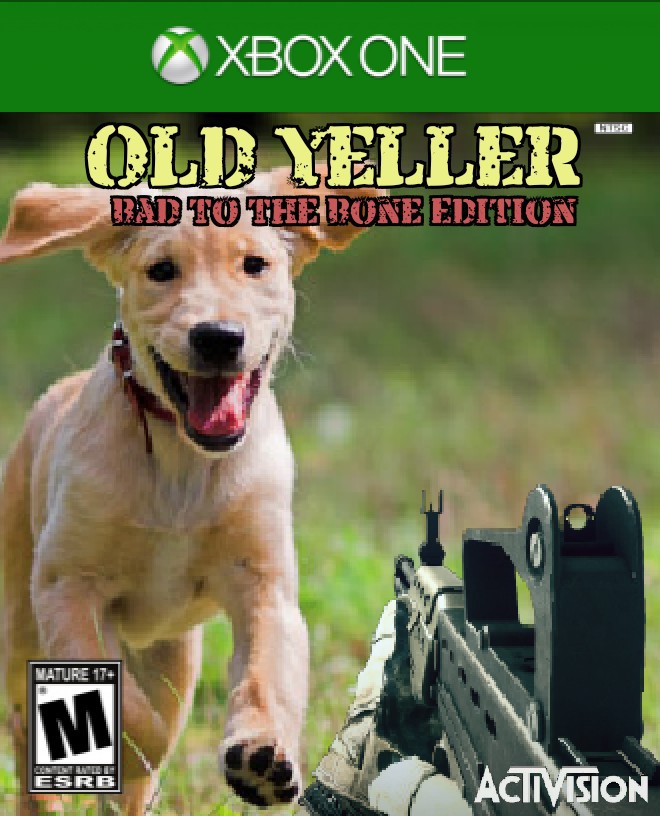 XBOX ONE
OLD YELLER
NTSC
BAD TO THE BONE EDITION
MATURE 17+
M
®
CONTENT RATED BY
ESRB
ACTIVISION